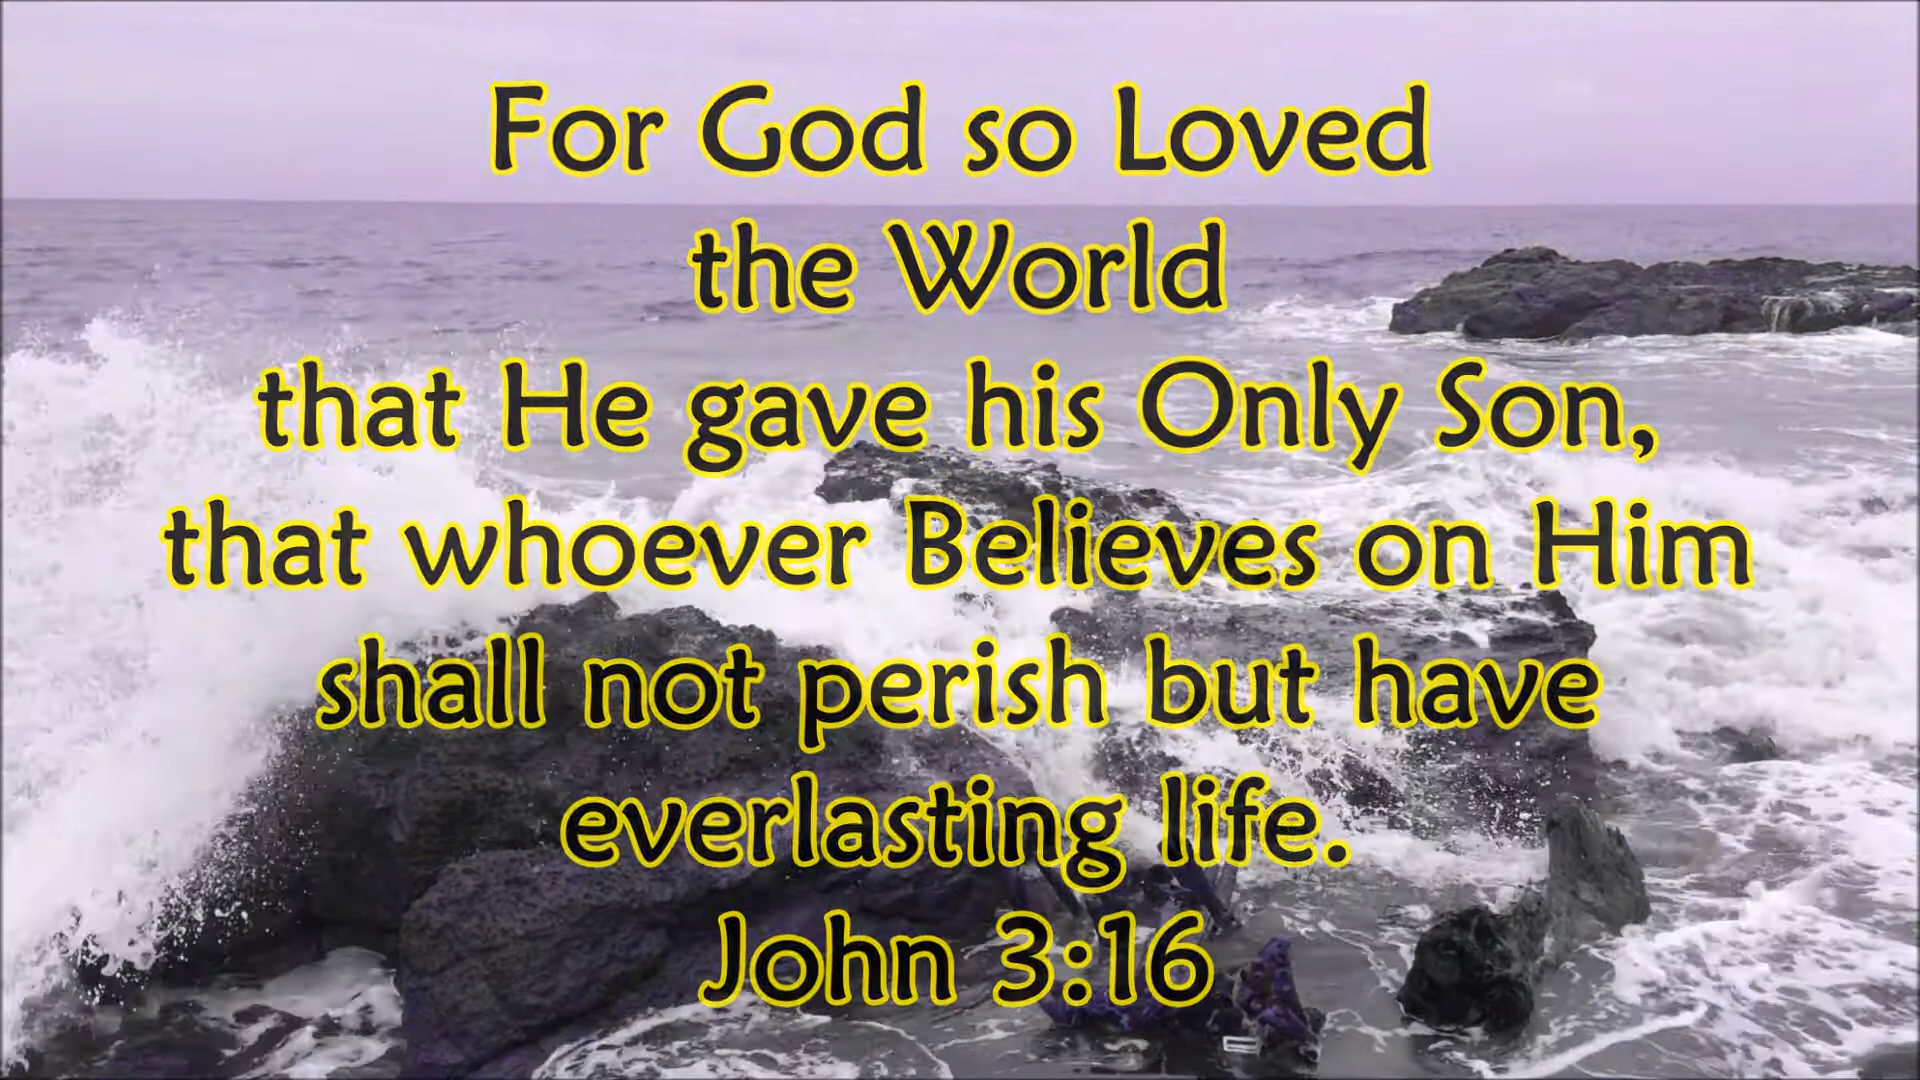 For God so Loved
the World
that He gave his Only Son,
that whoever Believes on Him
shall not perish but have
everlasting life.
John 3:16